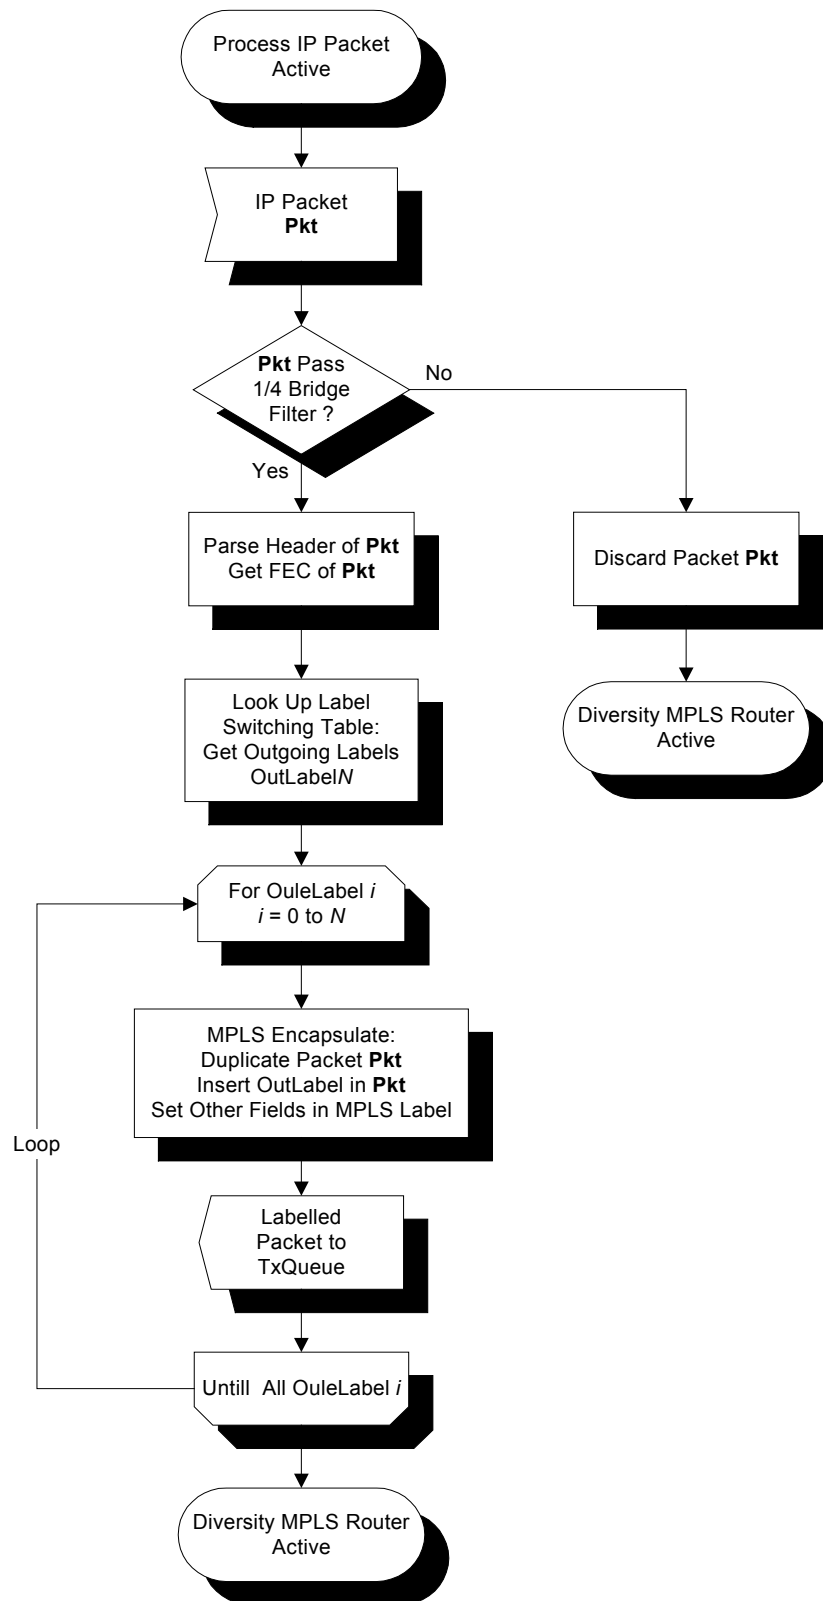 Process IP Packet
Active
IP Packet
Pkt
Pkt Pass
1/4 Bridge
Filter ?
No
Yes
Parse Header of Pkt
Get FEC of Pkt
Discard Packet Pkt
Look Up Label
Switching Table:
Get Outgoing Labels
OutLabelN
Diversity MPLS Router
Active
For OuleLabel i
i = 0 to N
MPLS Encapsulate:
Duplicate Packet Pkt
Insert OutLabel in Pkt
Set Other Fields in MPLS Label
Loop
Labelled
Packet to
TxQueue
Untill  All OuleLabel i
Diversity MPLS Router
Active